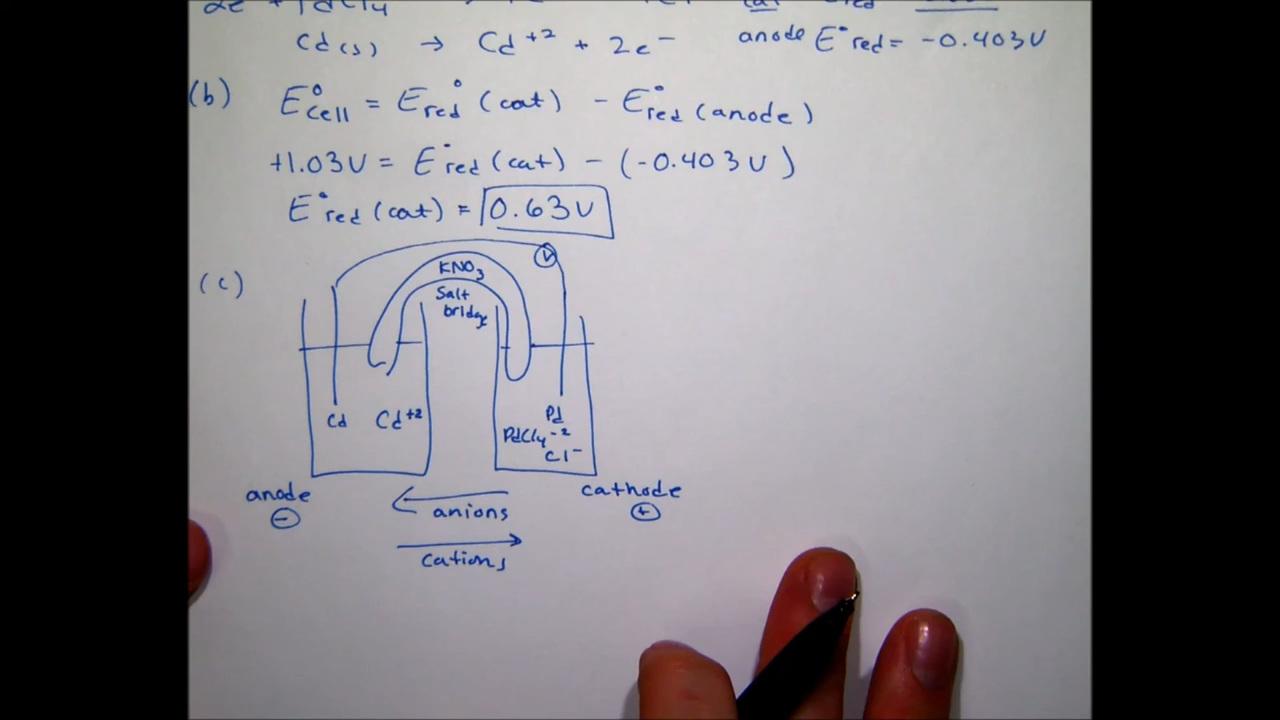 Cd(s) → Cd⁺² + 2e⁻ anode E°red = -0.403V
(b) E°cell = E°red (cat) - E°red (anode)
+1.03V = E°red (cat) - (-0.403V)
E°red (cat) = 0.63V
(c)
V
KNO₃
Salt
bridge
Cd Cd⁺²
Pd
PdCl₄⁻²
Cl⁻
anode
-
cathode
+
anions
cations